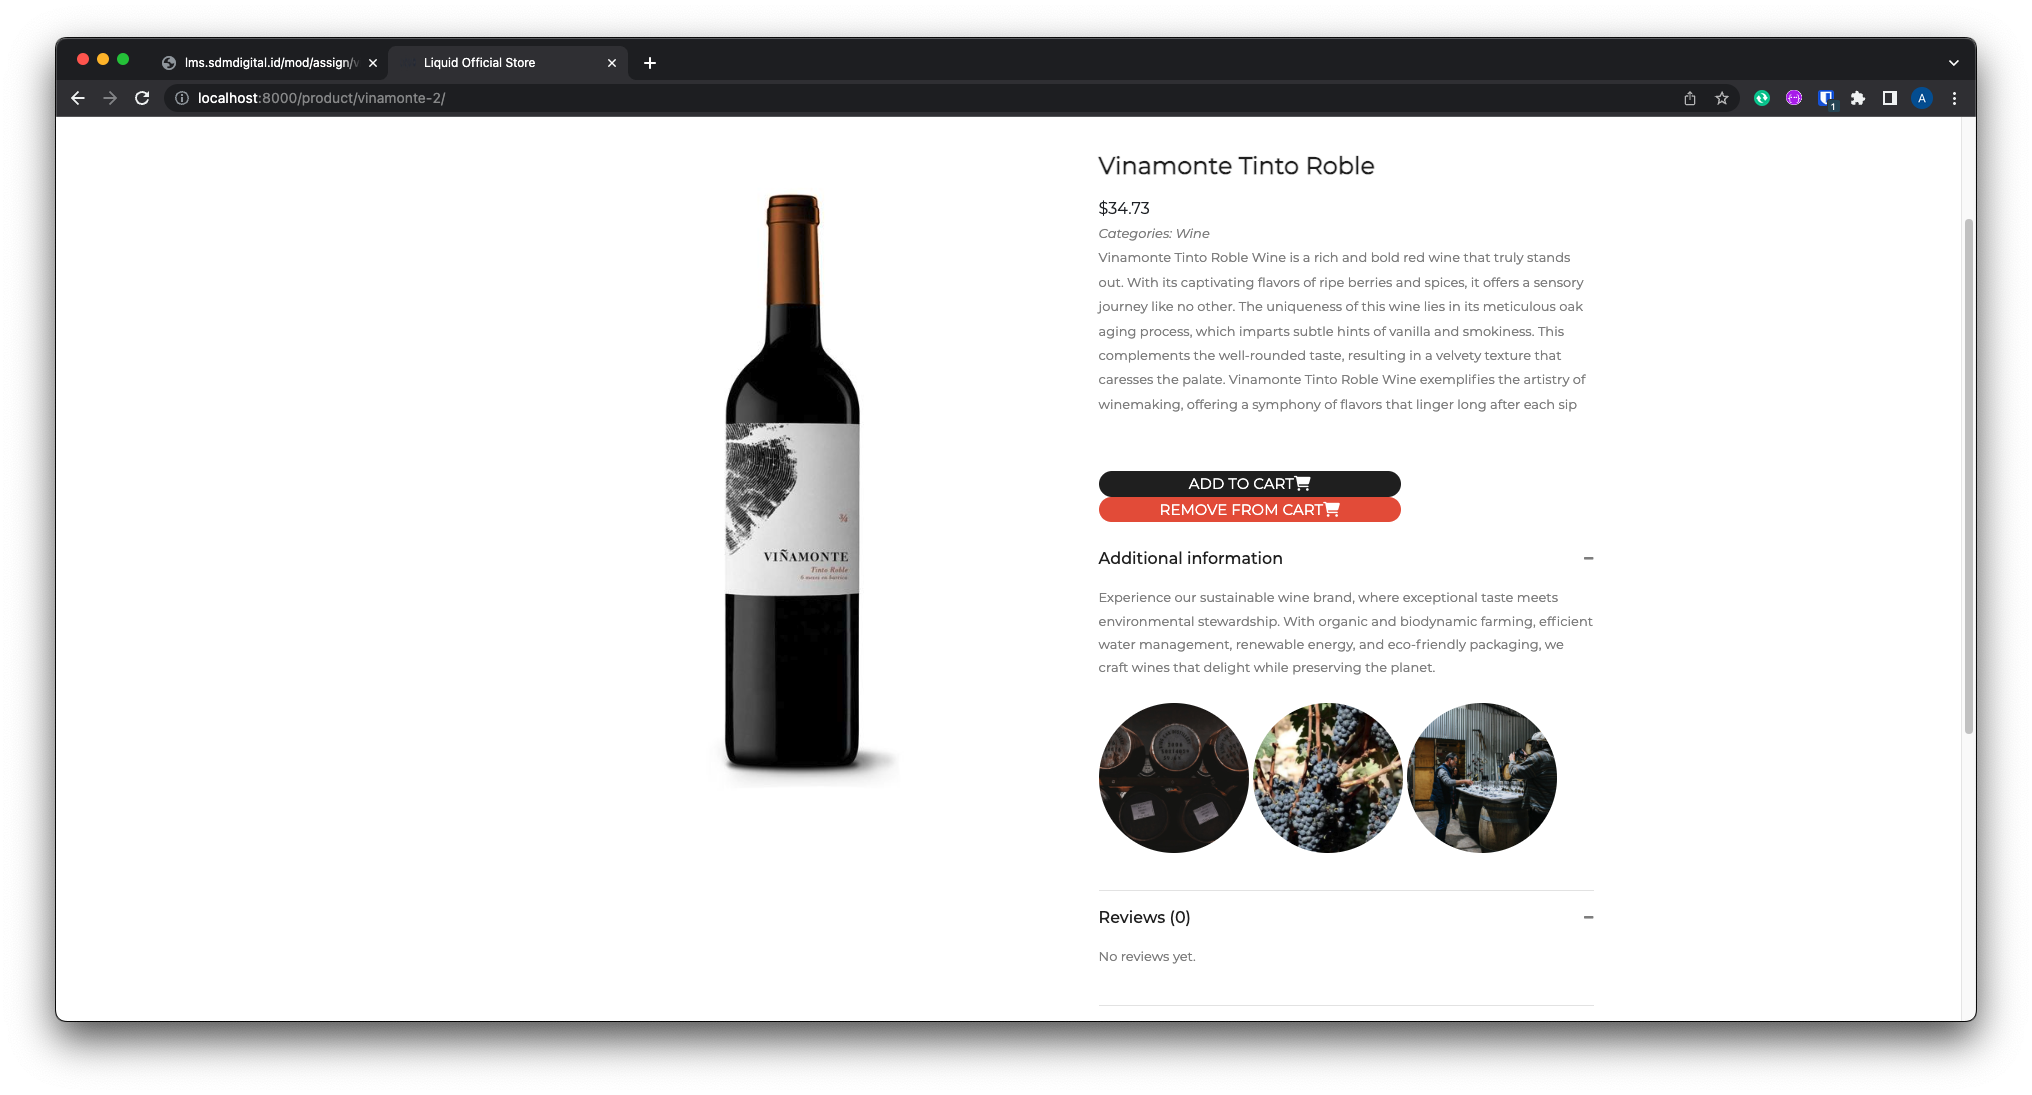 lms.sdmdigital.id/mod/assign/v
Liquid Official Store
localhost:8000/product/vinamonte-2/
1
A
Vinamonte Tinto Roble
$34.73
Categories: Wine
Vinamonte Tinto Roble Wine is a rich and bold red wine that truly stands
out. With its captivating flavors of ripe berries and spices, it offers a sensory
journey like no other. The uniqueness of this wine lies in its meticulous oak
aging process, which imparts subtle hints of vanilla and smokiness. This
complements the well-rounded taste, resulting in a velvety texture that
caresses the palate. Vinamonte Tinto Roble Wine exemplifies the artistry of
winemaking, offering a symphony of flavors that linger long after each sip
VIÑAMONTE
Tinto Roble
6 meses en barrica
ADD TO CART
REMOVE FROM CART
Additional information
Experience our sustainable wine brand, where exceptional taste meets
environmental stewardship. With organic and biodynamic farming, efficient
water management, renewable energy, and eco-friendly packaging, we
craft wines that delight while preserving the planet.
Reviews (0)
No reviews yet.